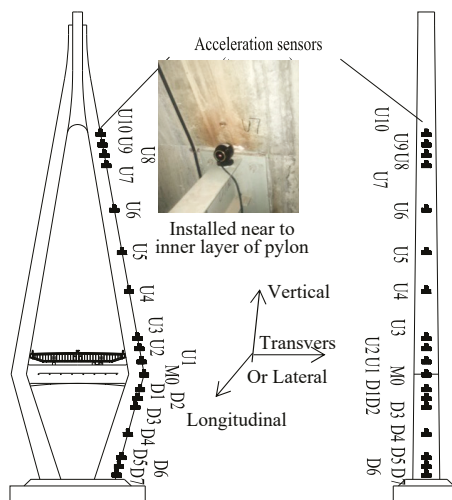 Acceleration sensors
U10
U9
U8
U7
U6
U5
U4
U3
U2
U1
M0
D1
D2
D3
D4
D5
D6
D7
Installed near to
inner layer of pylon
Vertical
Transvers
Or Lateral
Longitudinal
U10
U9
U8
U7
U6
U5
U4
U3
U2
U1
M0
D1
D2
D3
D4
D5
D6
D7